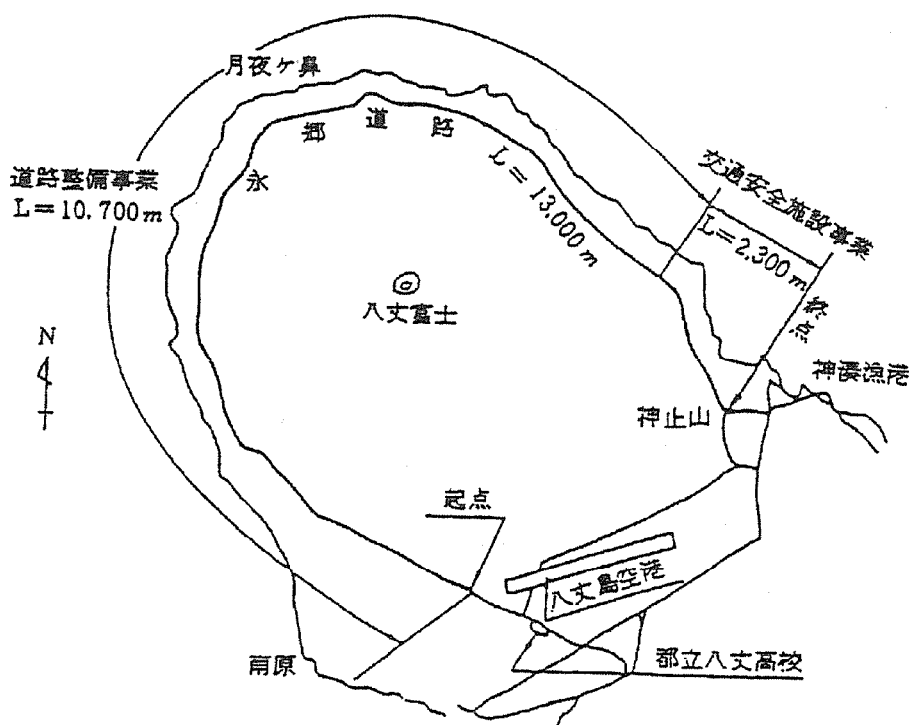 月夜ヶ鼻
永郷道路
L=13.000m
道路整備事業
L=10.700m
交通安全施設事業
L=2.300m
終点
八丈富士
N
神湊漁港
神止山
起点
八丈島空港
都立八丈高校
南原